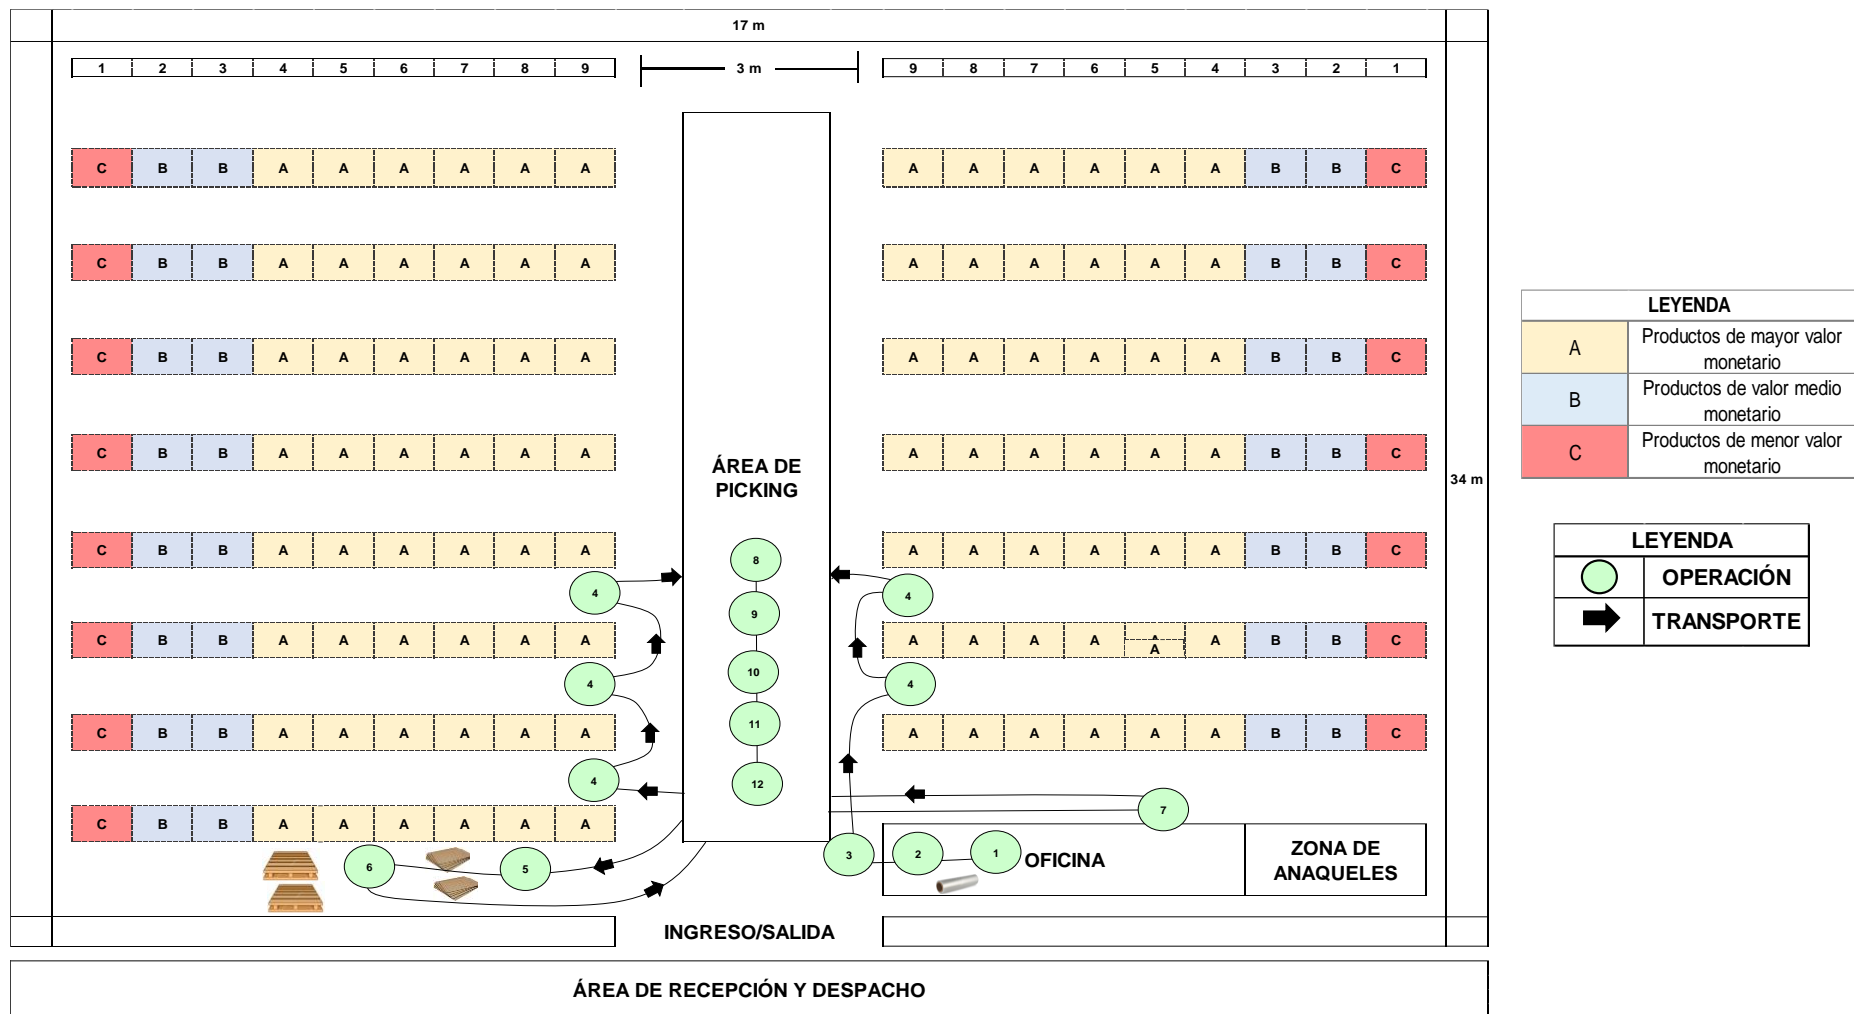 17 m
1 2 3 4 5 6 7 8 9 3 m 9 8 7 6 5 4 3 2 1
C B B A A A A A A A A A A A A B B C
C B B A A A A A A A A A A A A B B C
C B B A A A A A A A A A A A A B B C
C B B A A A A A A A A A A A A B B C
ÁREA DE
PICKING
34 m
C B B A A A A A A A A A A A A B B C
8
4 9 4
C B B A A A A A A A A A A A A B B C
A
4 10 4
11
C B B A A A A A A A A A A A A B B C
4 12
7
C B B A A A A A A
6 5 3 2 1 OFICINA
ZONA DE
ANAQUELES
INGRESO/SALIDA
ÁREA DE RECEPCIÓN Y DESPACHO
LEYENDA
A Productos de mayor valor
monetario
B Productos de valor medio
monetario
C Productos de menor valor
monetario
LEYENDA
OPERACIÓN
TRANSPORTE